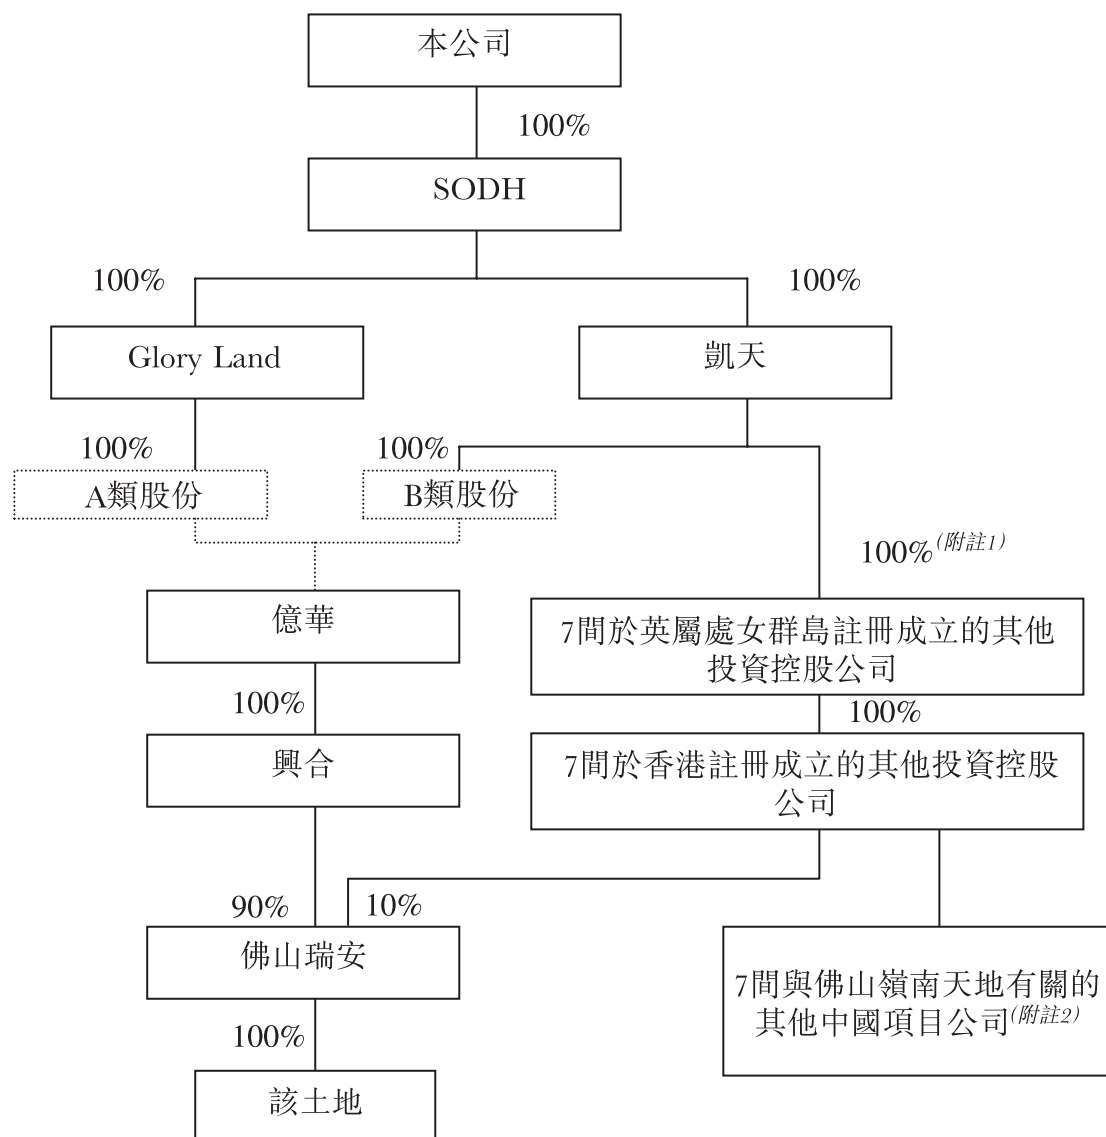 本公司
100%
SODH
100%
100%
Glory Land
凱天
100%
100%
A類股份
B類股份
100%(附註1)
億華
7間於英屬處女群島註冊成立的其他
投資控股公司
100%
100%
興合
7間於香港註冊成立的其他投資控股
公司
90%
10%
佛山瑞安
7間與佛山嶺南天地有關的
其他中國項目公司(附註2)
100%
該土地